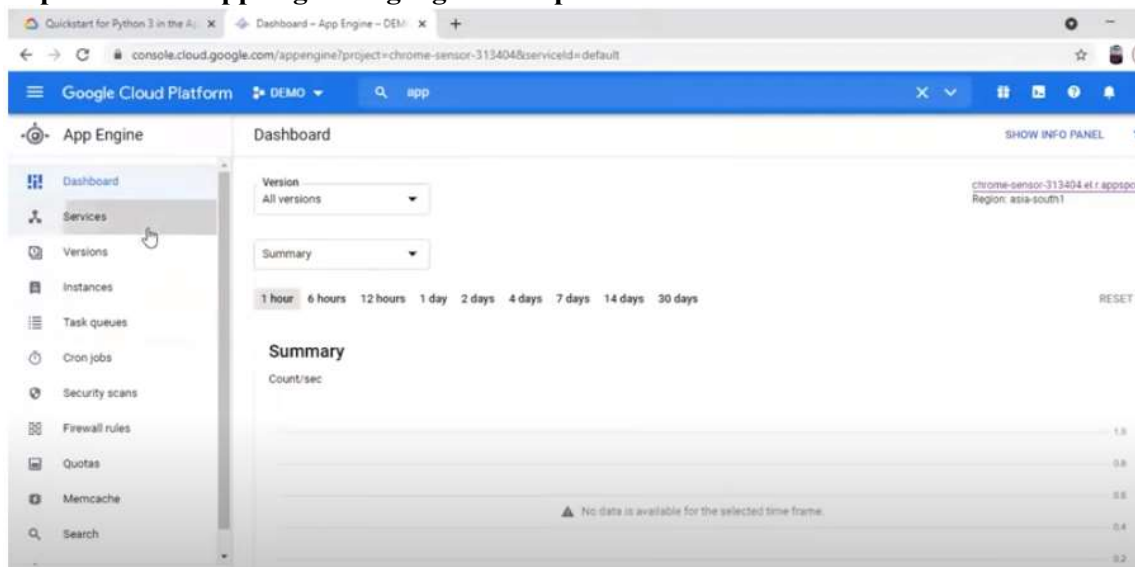 Quickstart for Python 3 in the A
Dashboard – App Engine – DEM
console.cloud.google.com/appengine?project=chrome-sensor-313404&serviceId=default
Google Cloud Platform
DEMO
app
App Engine
Dashboard
SHOW INFO PANEL
Dashboard
Services
Versions
Instances
Task queues
Cron jobs
Security scans
Firewall rules
Quotas
Memcache
Search
Version
All versions
chrome-sensor-313404.el.r.appspo
Region: asia-south1
Summary
1 hour 6 hours 12 hours 1 day 2 days 4 days 7 days 14 days 30 days
RESET
Summary
Count/sec
1.0
0.8
0.6
No data is available for the selected time frame.
0.4
0.2